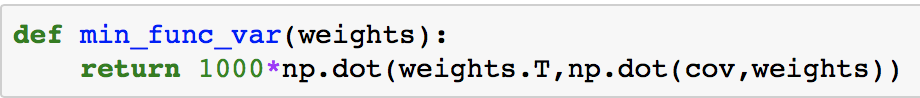 def min_func_var(weights):
    return 1000*np.dot(weights.T,np.dot(cov,weights))